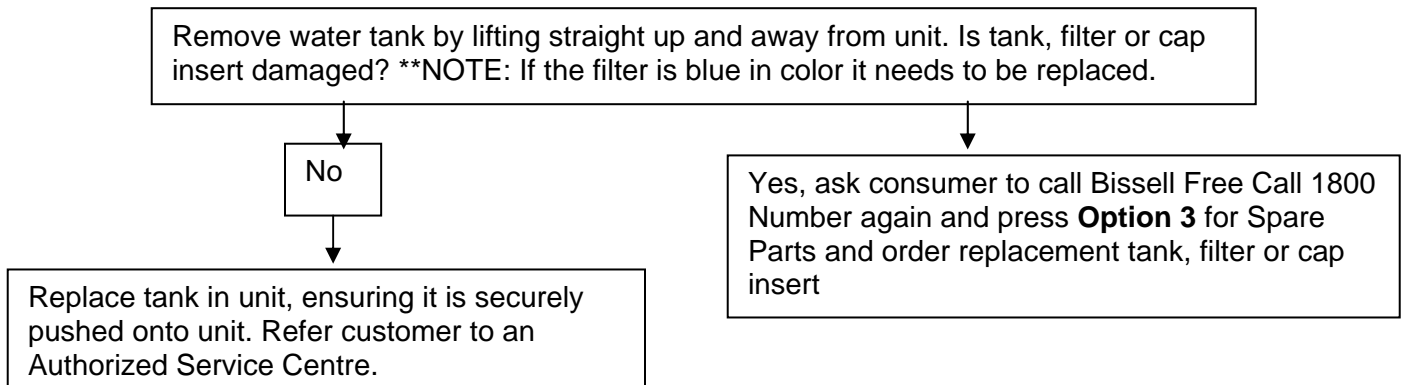 Remove water tank by lifting straight up and away from unit. Is tank, filter or cap
insert damaged? **NOTE: If the filter is blue in color it needs to be replaced.
No
Yes, ask consumer to call Bissell Free Call 1800
Number again and press Option 3 for Spare
Parts and order replacement tank, filter or cap
insert
Replace tank in unit, ensuring it is securely
pushed onto unit. Refer customer to an
Authorized Service Centre.